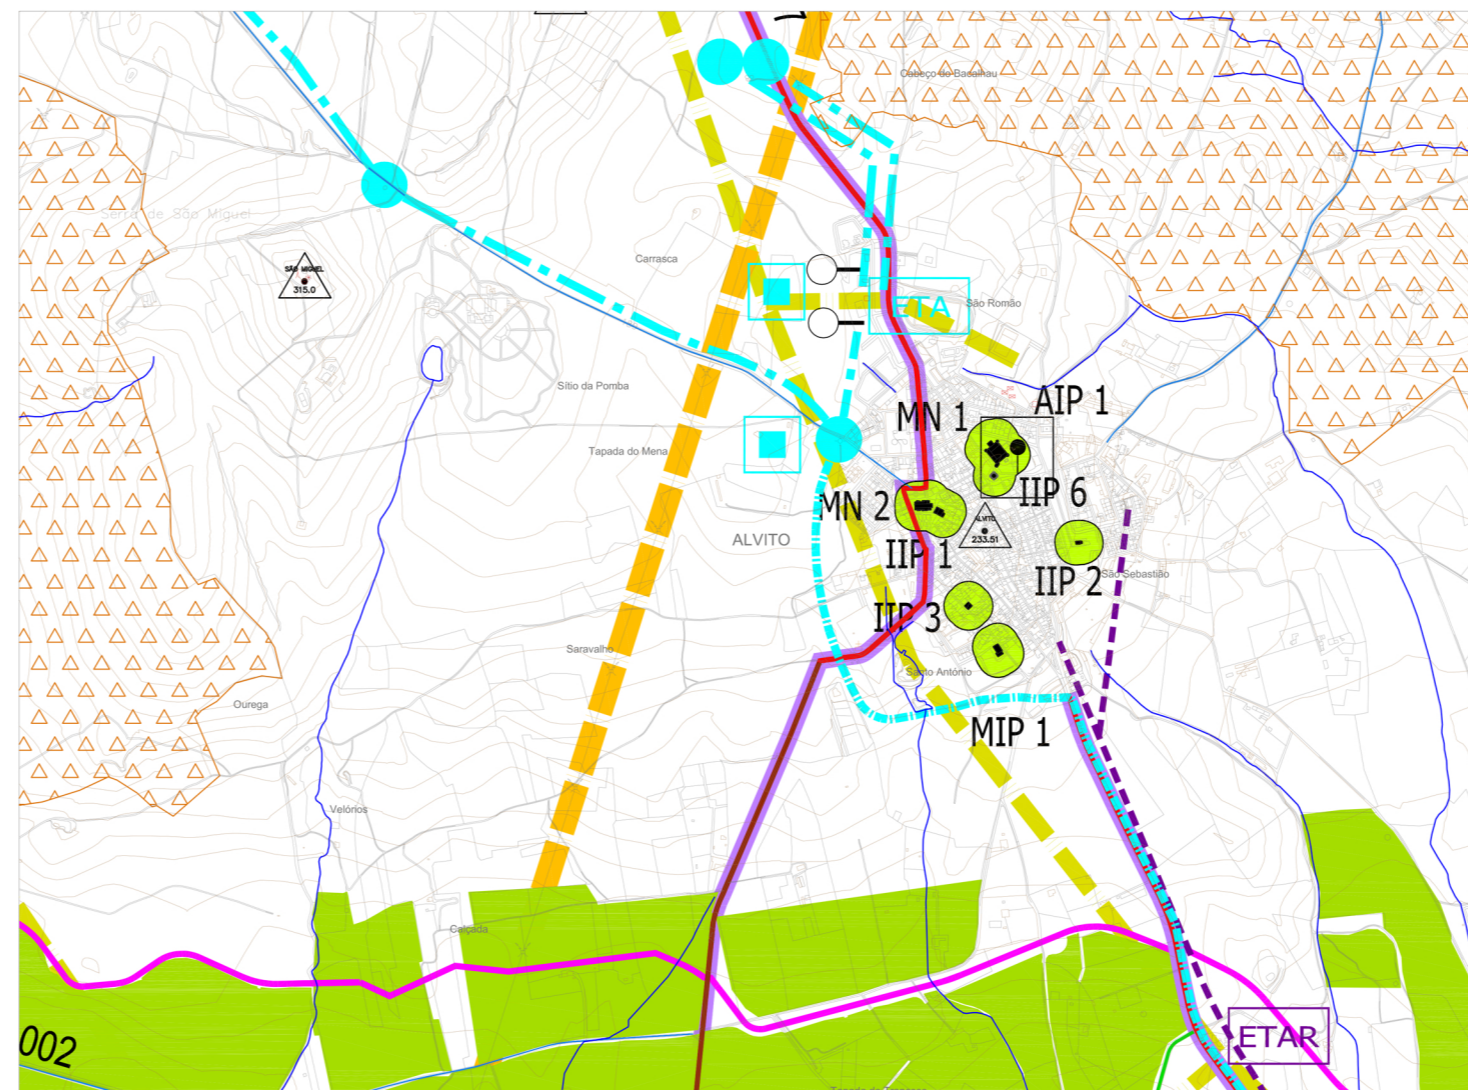 7
Cabeço do Bacalhau
Serra de São Miguel
Carrasca
SÃO MIGUEL
315.0
ETA
São Romão
Sítio da Pomba
AIP 1
MN 1
Tapada do Mena
IIP 6
MN 2
ALVITO
233.51
ALVITO
IIP 1
IIP 2
São Sebastião
IIP 3
Saravalho
Santo António
Ourega
MIP 1
Velórios
Calçada
002
ETAR